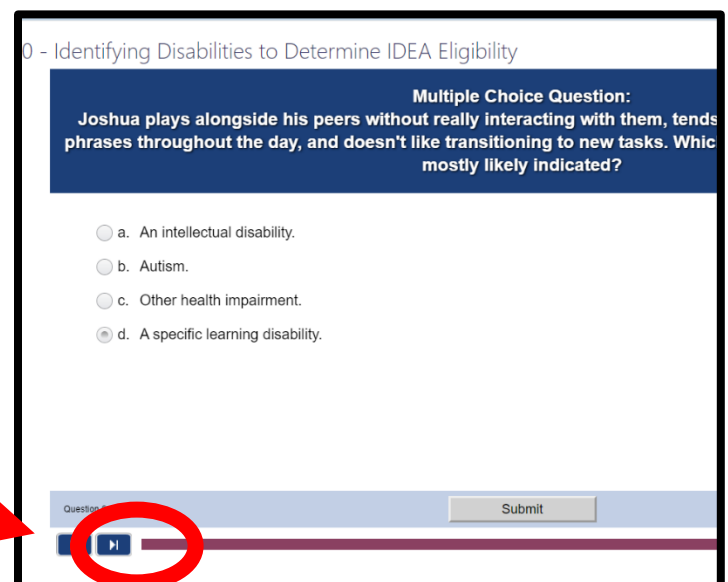 0 - Identifying Disabilities to Determine IDEA Eligibility
Multiple Choice Question:
Joshua plays alongside his peers without really interacting with them, tends
phrases throughout the day, and doesn't like transitioning to new tasks. Whic
mostly likely indicated?
a. An intellectual disability.
b. Autism.
c. Other health impairment.
d. A specific learning disability.
Question
Submit